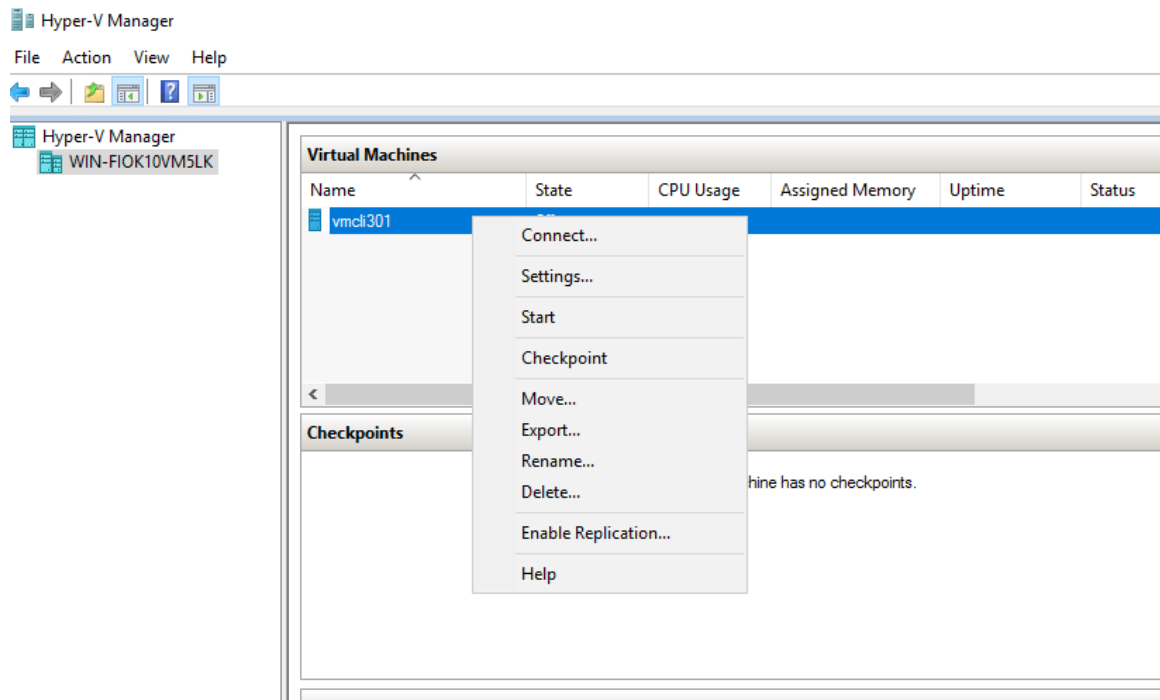 Hyper-V Manager
File Action View Help
Hyper-V Manager
WIN-FIOK10VM5LK
Virtual Machines
Name State CPU Usage Assigned Memory Uptime Status
vmcli301
Connect...
Settings...
Start
Checkpoint
Move...
Export...
Rename...
Delete...
Enable Replication...
Help
Checkpoints
hine has no checkpoints.